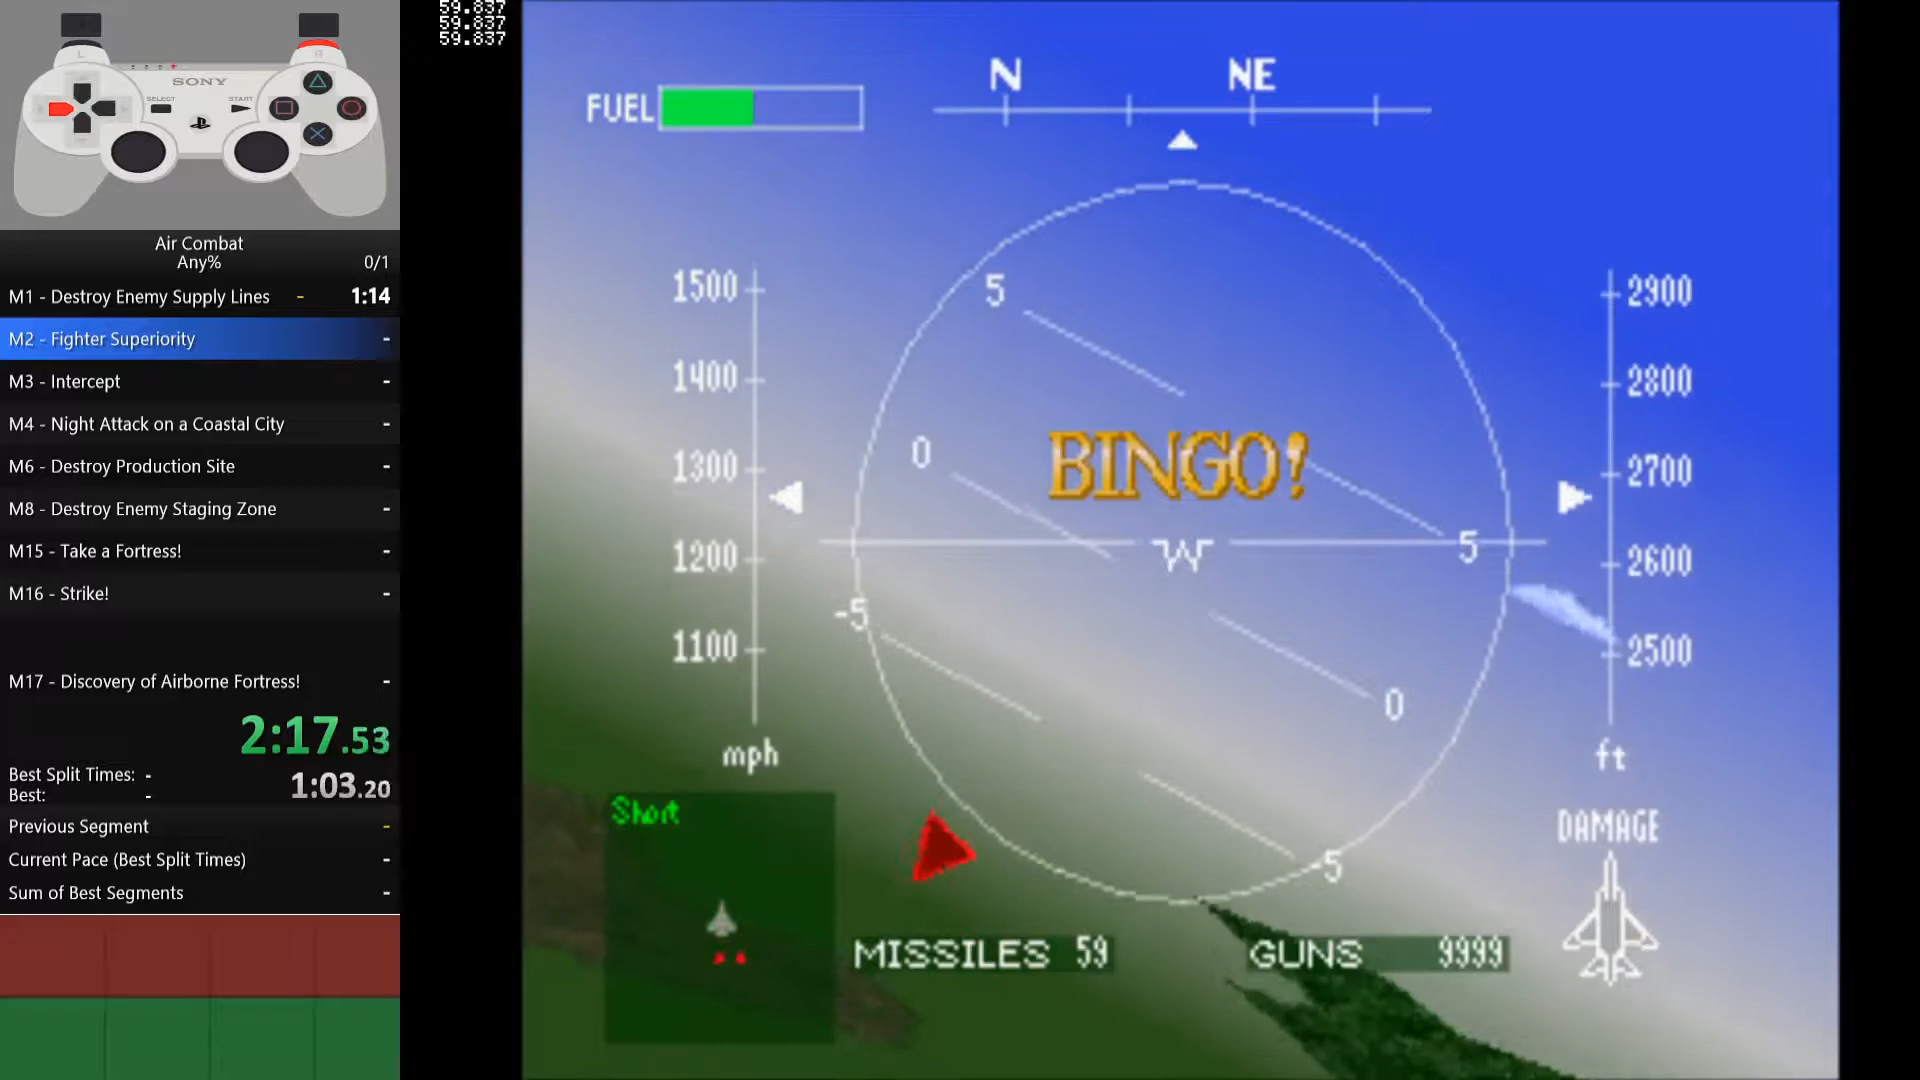 L
R
SONY
SELECT
START
Air Combat
Any%
0/1
M1 - Destroy Enemy Supply Lines - 1:14
M2 - Fighter Superiority -
M3 - Intercept -
M4 - Night Attack on a Coastal City -
M6 - Destroy Production Site -
M8 - Destroy Enemy Staging Zone -
M15 - Take a Fortress! -
M16 - Strike! -
M17 - Discovery of Airborne Fortress! -
2:17.53
Best Split Times: -
Best: -
1:03.20
Previous Segment -
Current Pace (Best Split Times) -
Sum of Best Segments -
59.837
59.837
59.837
FUEL
N NE
1500
1400
1300
1200
1100
mph
5
0
-5
BINGO!
5
0
-5
2900
2800
2700
2600
2500
ft
Short
MISSILES 59
GUNS 9999
DAMAGE